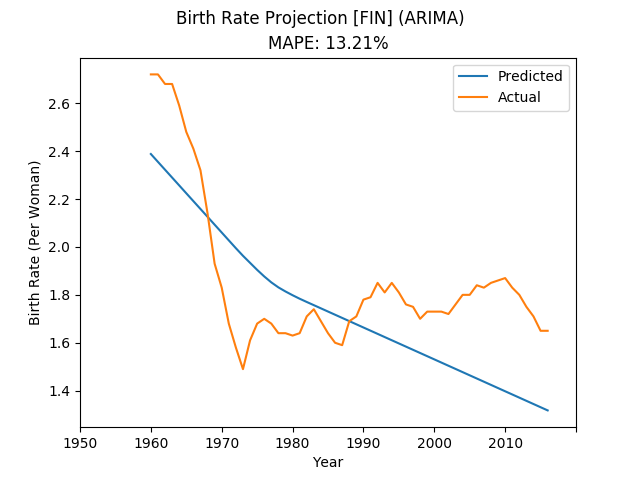 Birth Rate Projection [FIN] (ARIMA)
MAPE: 13.21%
Predicted
Actual
Birth Rate (Per Woman)
2.6
2.4
2.2
2.0
1.8
1.6
1.4
1950 1960 1970 1980 1990 2000 2010
Year